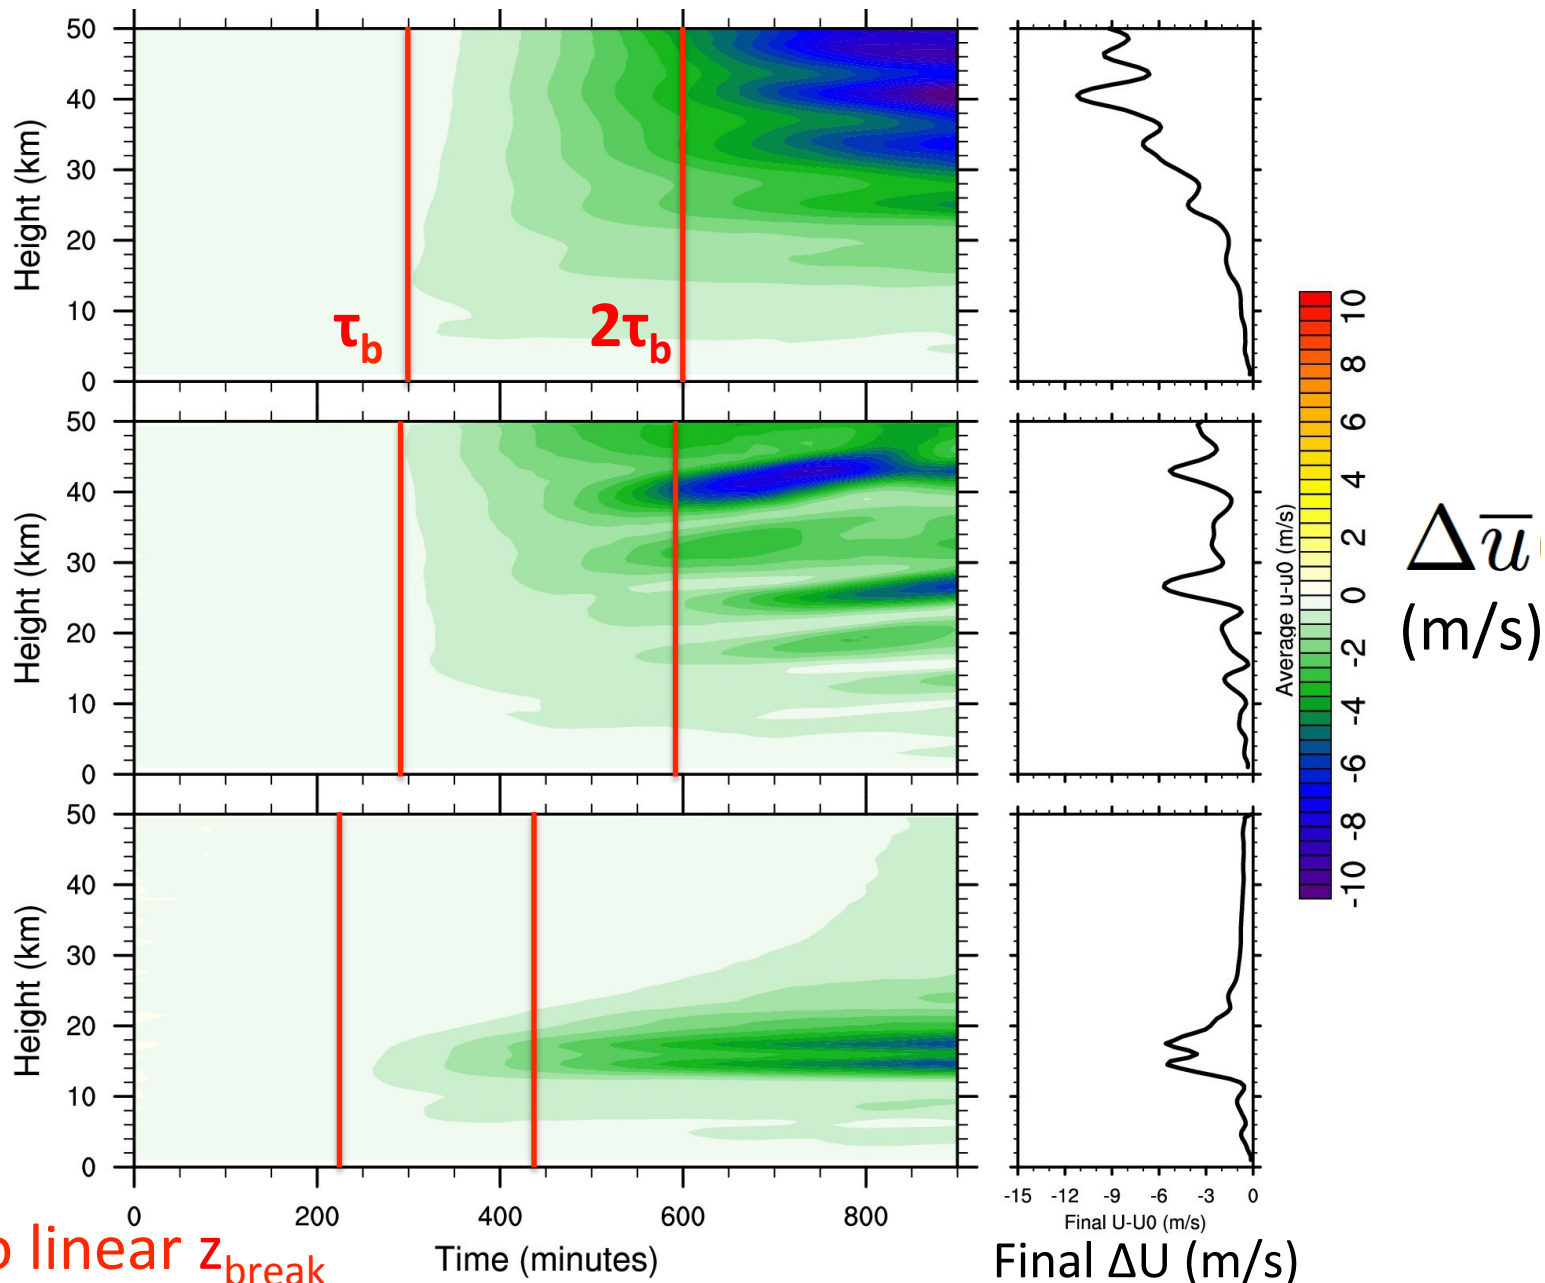 50
40
30
20
10
0
Height (km)
τb
2τb
50
40
30
20
10
0
Height (km)
50
40
30
20
10
0
Height (km)
0 200 400 600 800
Time (minutes)
linear zbreak
-15 -12 -9 -6 -3 0
Final U-U0 (m/s)
Final ΔU (m/s)
Average u-u0 (m/s)
10
8
6
4
2
0
-2
-4
-6
-8
-10
Δu̅
(m/s)